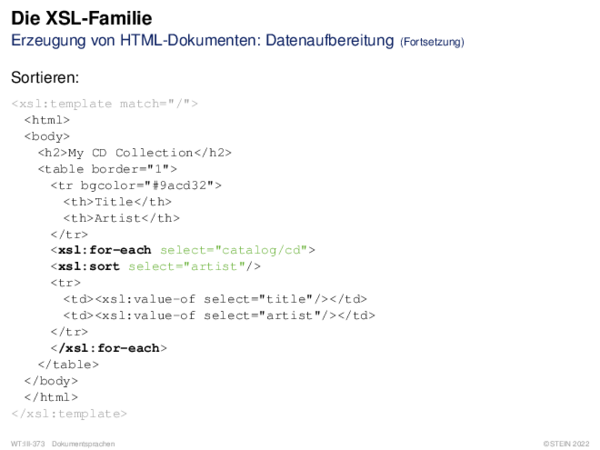 Die XSL-Familie
Erzeugung von HTML-Dokumenten: Datenaufbereitung (Fortsetzung)
Sortieren:
<xsl:template match="/">
<html>
<body>
<h2>My CD Collection</h2>
<table border="1">
<tr bgcolor="#9acd32">
<th>Title</th>
<th>Artist</th>
</tr>
<xsl:for-each select="catalog/cd">
<xsl:sort select="artist"/>
<tr>
<td><xsl:value-of select="title"/></td>
<td><xsl:value-of select="artist"/></td>
</tr>
</xsl:for-each>
</table>
</body>
</html>
</xsl:template>
WT:III-373 Dokumentsprachen
©STEIN 2022